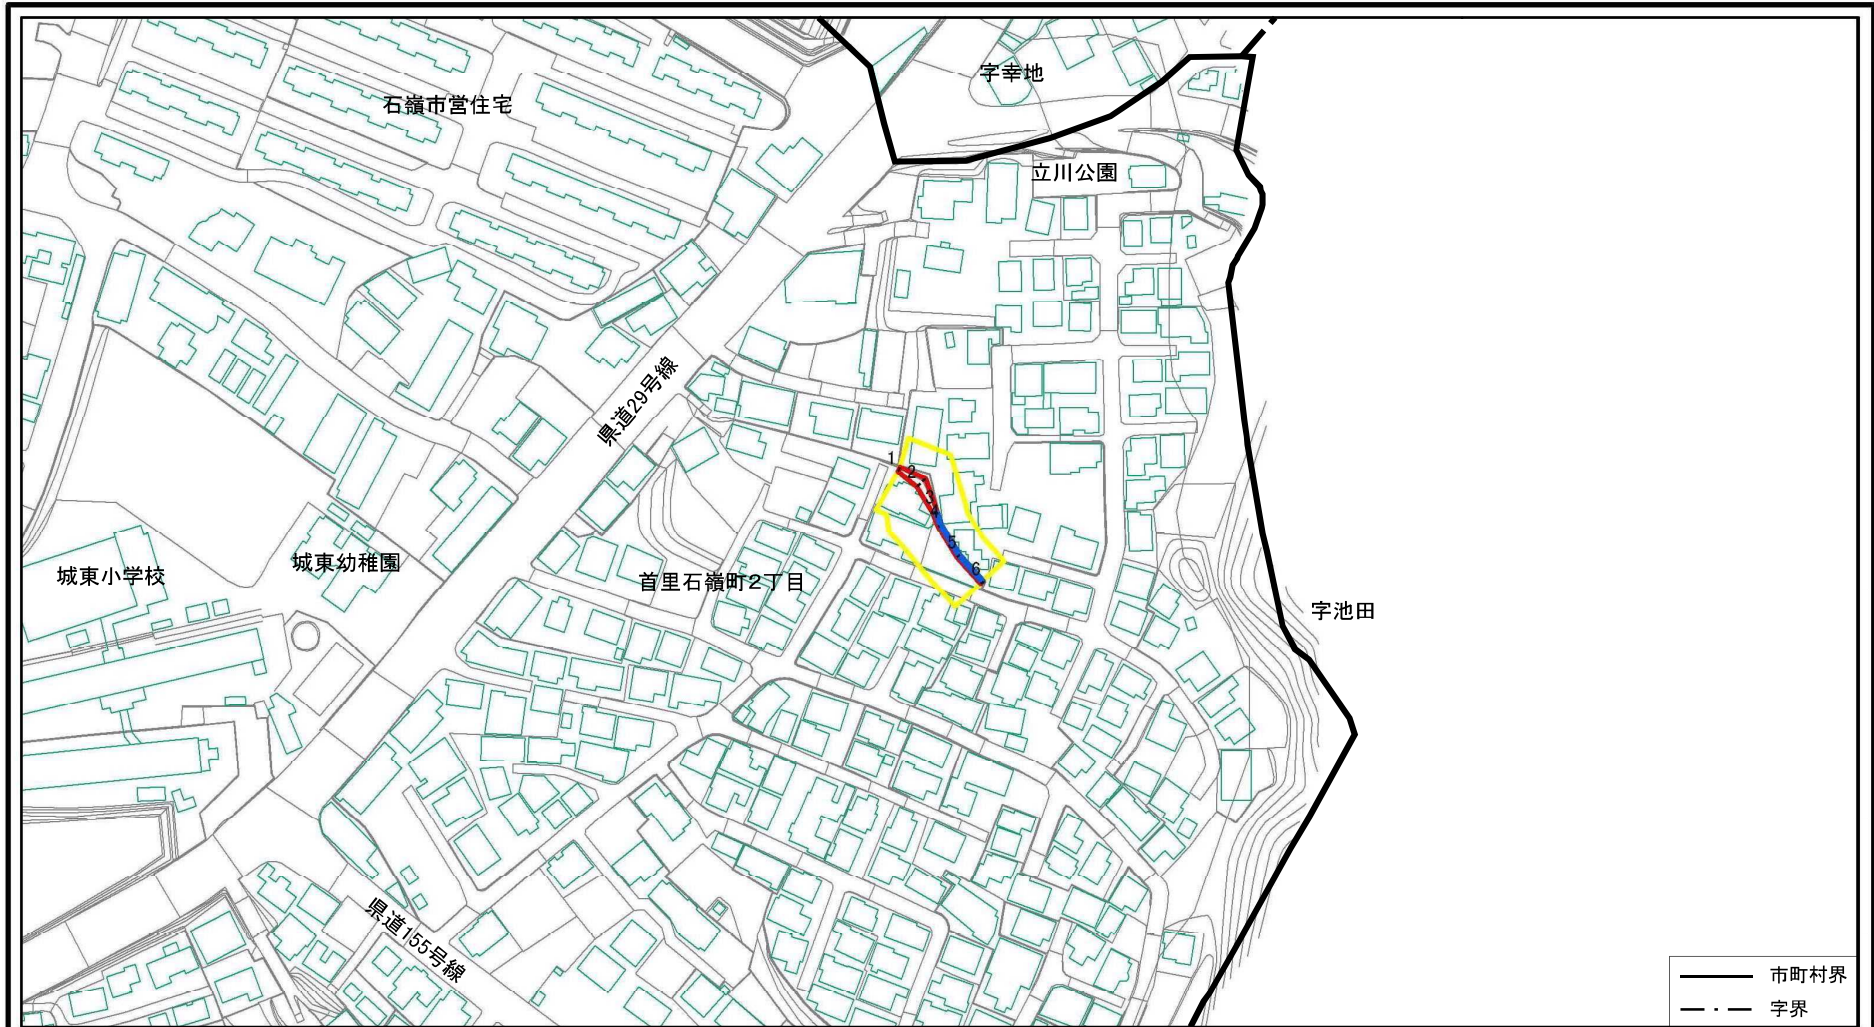 字幸地
石嶺市営住宅
立川公園
県道29号線
1
2
3
5
6
城東小学校
城東幼稚園
首里石嶺町2丁目
字池田
県道155号線
市町村界
字界